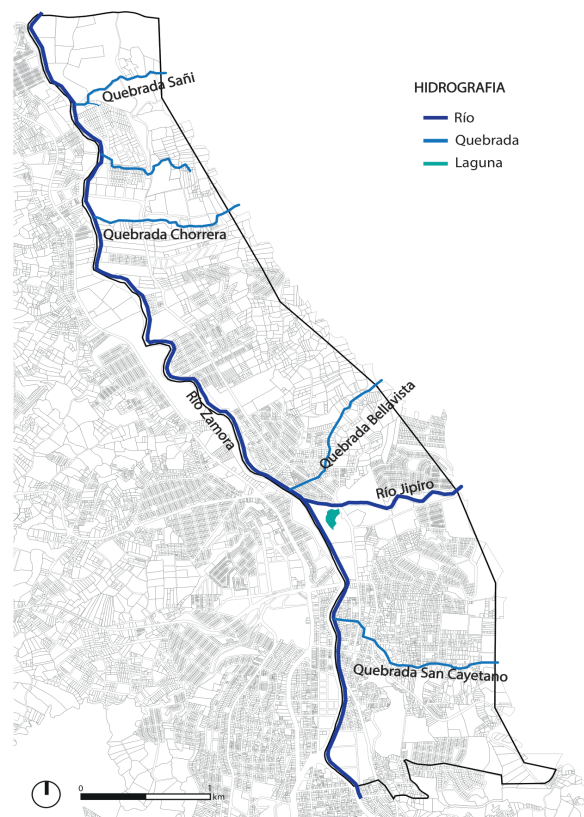 HIDROGRAFIA
Río
Quebrada
Laguna
Quebrada Sañi
Quebrada Chorrera
Río Zamora
Quebrada Bellavista
Río Jipiro
Quebrada San Cayetano
0 1
km